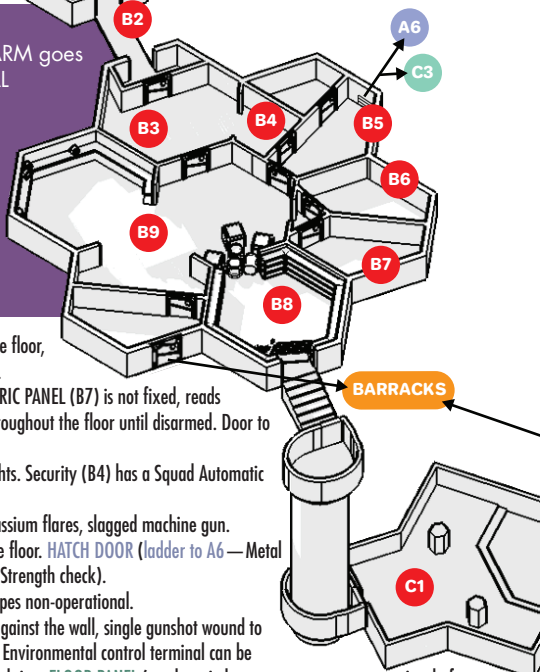 B2
ARM goes
L
A6
C3
B3
B4
B5
B6
B9
B7
B8
e floor,
RIC PANEL (B7) is not fixed, reads
roughout the floor until disarmed. Door to
BARRACKS
hts. Security (B4) has a Squad Automatic
assium flares, slagged machine gun.
e floor. HATCH DOOR (ladder to A6—Metal
Strength check).
pes non-operational.
against the wall, single gunshot wound to
Environmental control terminal can be
C1